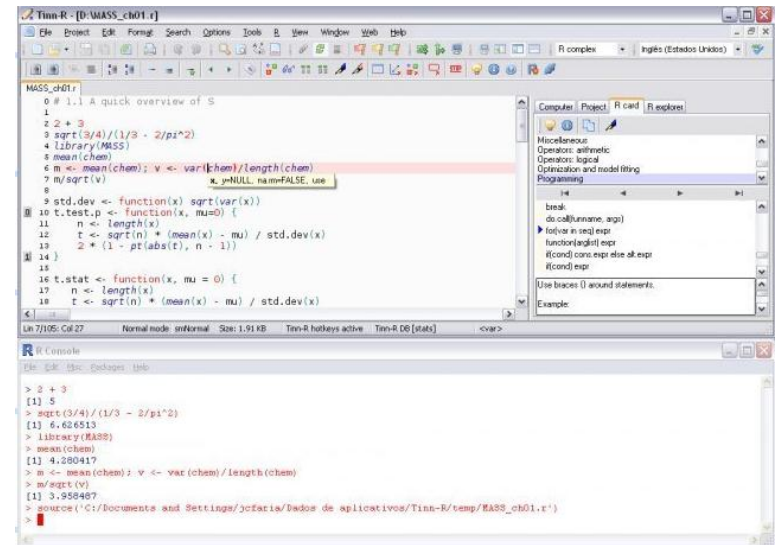 Tinn-R - [D:\MASS_ch01.r]
File Project Edit Format Search Options Tools R View Window Web Help
R complex Inglês (Estados Unidos)
MASS_ch01.r
0 # 1.1 A quick overview of S
1
2 2 + 3
3 sqrt(3/4)/(1/3 - 2/pi^2)
4 library(MASS)
5 mean(chem)
6 m <- mean(chem); v <- var(chem)/length(chem)
7 m/sqrt(v)
x, y=NULL, na.rm=FALSE, use
8
9 std.dev <- function(x) sqrt(var(x))
10 t.test.p <- function(x, mu=0) {
11 n <- length(x)
12 t <- sqrt(n) * (mean(x) - mu) / std.dev(x)
13 2 * (1 - pt(abs(t), n - 1))
14 }
15
16 t.stat <- function(x, mu = 0) {
17 n <- length(x)
18 t <- sqrt(n) * (mean(x) - mu) / std.dev(x)
Computer Project R card R explorer
Miscellaneous
Operators: arithmetic
Operators: logical
Optimization and model fitting
Programming
break
do.call(funname, args)
for(var in seq) expr
function(arglist) expr
if(cond) cons.expr else alt.expr
if(cond) expr
Use braces {} around statements.
Example:
Lin 7/105: Col 27 Normal mode: smNormal Size: 1.91 KB Tinn-R hotkeys active Tinn-R DB [stats] <var>
R Console
File Edit Misc Packages Help
> 2 + 3
[1] 5
> sqrt(3/4)/(1/3 - 2/pi^2)
[1] 6.626513
> library(MASS)
> mean(chem)
[1] 4.280417
> m <- mean(chem); v <- var(chem)/length(chem)
> m/sqrt(v)
[1] 3.958487
> source('C:/Documents and Settings/jcfaria/Dados de aplicativos/Tinn-R/temp/MASS_ch01.r')
>